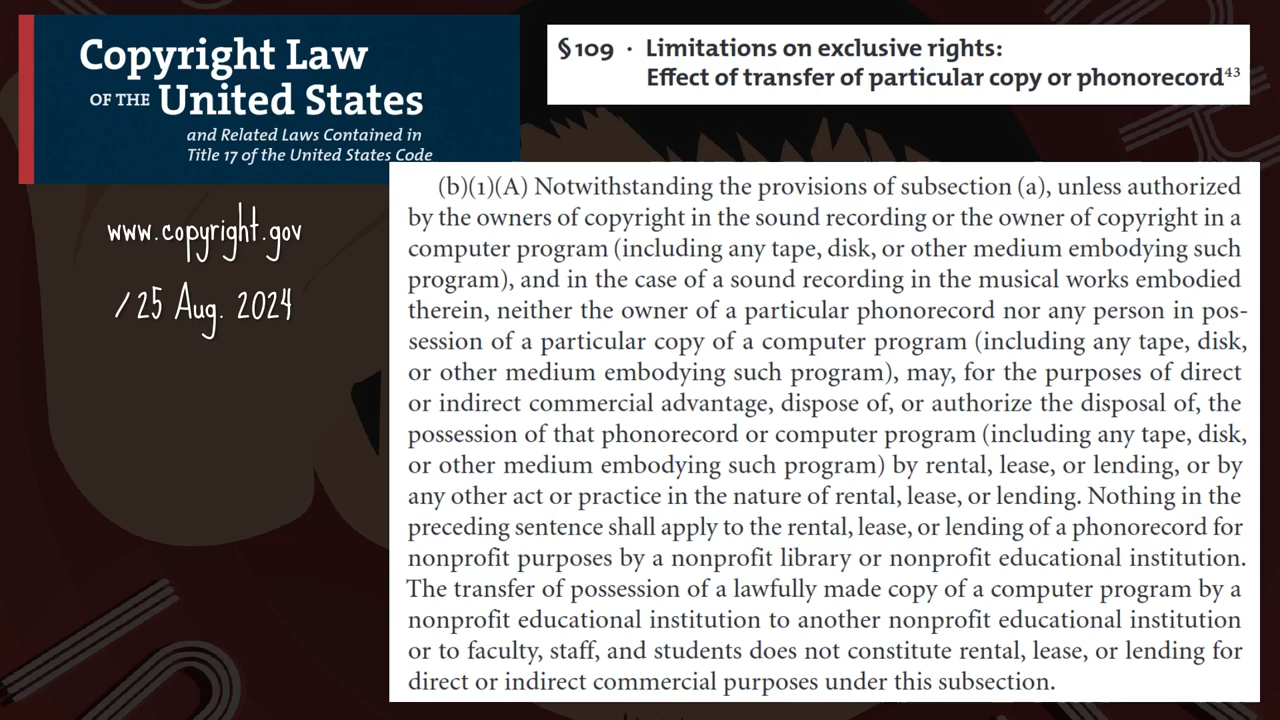 Copyright Law
OF THE United States
and Related Laws Contained in
Title 17 of the United States Code
§ 109 · Limitations on exclusive rights:
Effect of transfer of particular copy or phonorecord43
www.copyright.gov
/ 25 Aug. 2024
(b)(1)(A) Notwithstanding the provisions of subsection (a), unless authorized
by the owners of copyright in the sound recording or the owner of copyright in a
computer program (including any tape, disk, or other medium embodying such
program), and in the case of a sound recording in the musical works embodied
therein, neither the owner of a particular phonorecord nor any person in pos-
session of a particular copy of a computer program (including any tape, disk,
or other medium embodying such program), may, for the purposes of direct
or indirect commercial advantage, dispose of, or authorize the disposal of, the
possession of that phonorecord or computer program (including any tape, disk,
or other medium embodying such program) by rental, lease, or lending, or by
any other act or practice in the nature of rental, lease, or lending. Nothing in the
preceding sentence shall apply to the rental, lease, or lending of a phonorecord for
nonprofit purposes by a nonprofit library or nonprofit educational institution.
The transfer of possession of a lawfully made copy of a computer program by a
nonprofit educational institution to another nonprofit educational institution
or to faculty, staff, and students does not constitute rental, lease, or lending for
direct or indirect commercial purposes under this subsection.